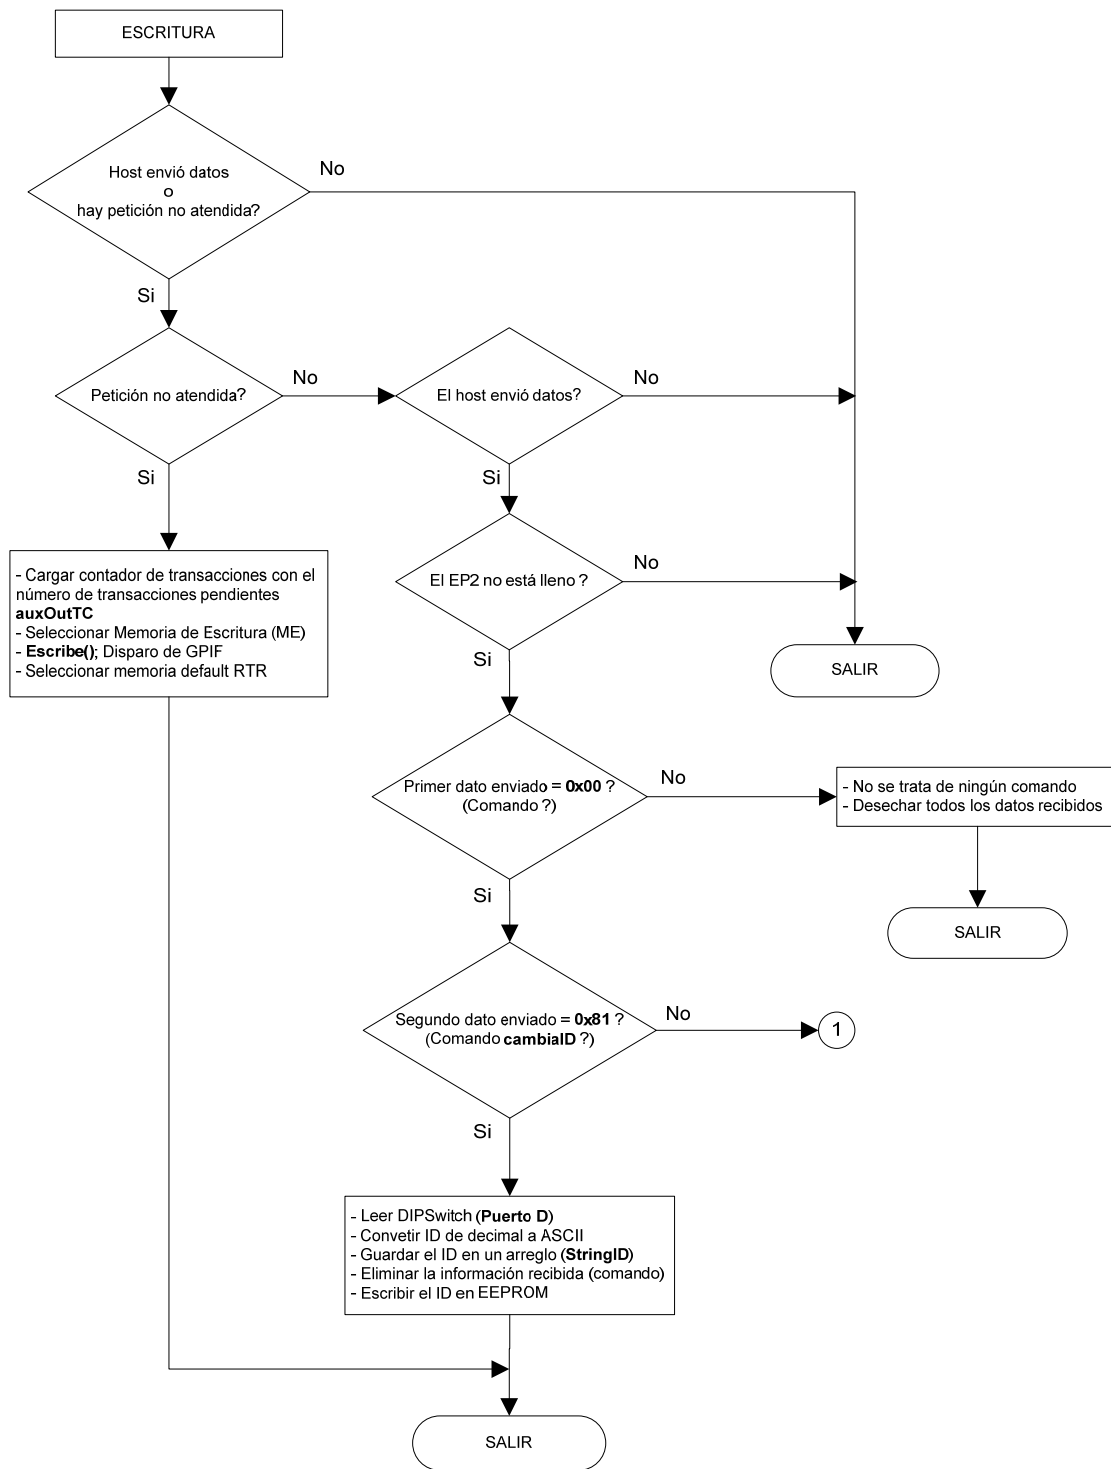 ESCRITURA
Host envió datos
o
hay petición no atendida?
No
Si
Petición no atendida?
No
El host envió datos?
No
Si
Si
- Cargar contador de transacciones con el
número de transacciones pendientes
auxOutTC
- Seleccionar Memoria de Escritura (ME)
- Escribe(); Disparo de GPIF
- Seleccionar memoria default RTR
El EP2 no está lleno ?
No
Si
SALIR
Primer dato enviado = 0x00 ?
(Comando ?)
No
- No se trata de ningún comando
- Desechar todos los datos recibidos
Si
SALIR
Segundo dato enviado = 0x81 ?
(Comando cambiaID ?)
No
1
Si
- Leer DIPSwitch (Puerto D)
- Convetir ID de decimal a ASCII
- Guardar el ID en un arreglo (StringID)
- Eliminar la información recibida (comando)
- Escribir el ID en EEPROM
SALIR